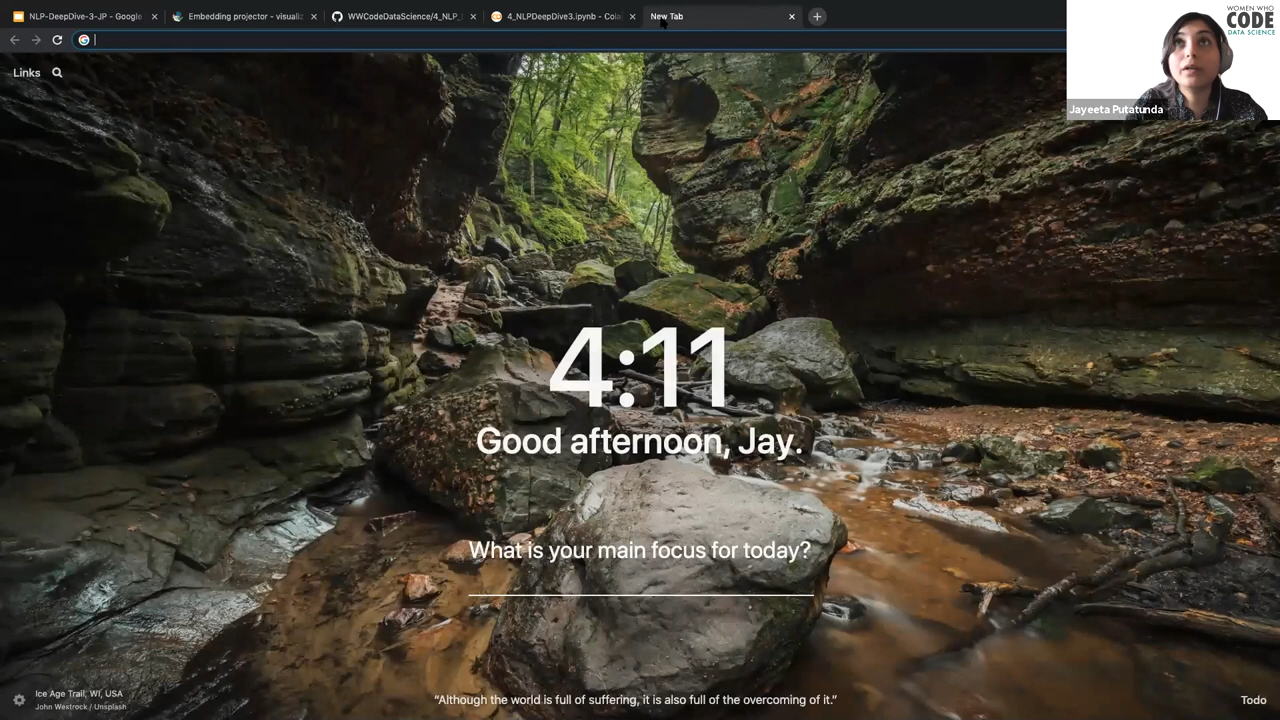 NLP-DeepDive-3-JP - Google
Embedding projector - visualiz
WWCodeDataScience/4_NLP_
4_NLPDeepDive3.ipynb - Cola
New Tab
WOMEN WHO
CODE
DATA SCIENCE
Jayeeta Putatunda
Links
4:11
Good afternoon, Jay.
What is your main focus for today?
Ice Age Trail, WI, USA
John Westrock / Unsplash
“Although the world is full of suffering, it is also full of the overcoming of it.”
Todo